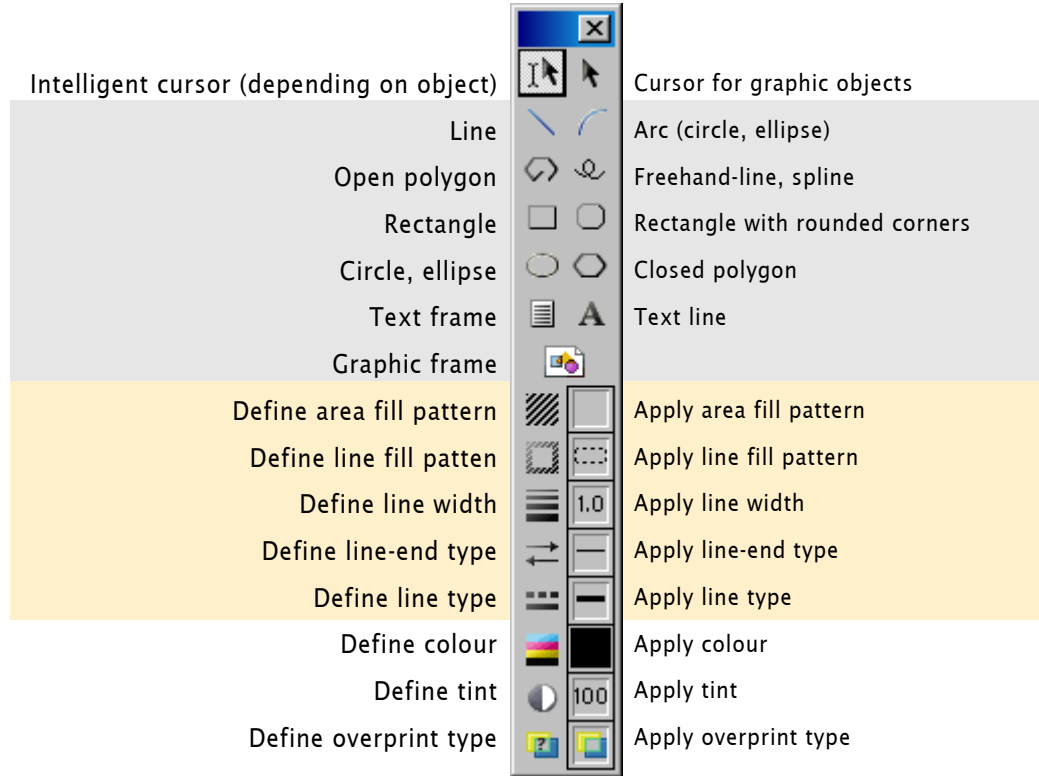 Intelligent cursor (depending on object) Cursor for graphic objects
Line Arc (circle, ellipse)
Open polygon Freehand-line, spline
Rectangle Rectangle with rounded corners
Circle, ellipse Closed polygon
Text frame A Text line
Graphic frame
Define area fill pattern Apply area fill pattern
Define line fill patten Apply line fill pattern
Define line width 1.0 Apply line width
Define line-end type Apply line-end type
Define line type Apply line type
Define colour Apply colour
Define tint 100 Apply tint
Define overprint type ? Apply overprint type